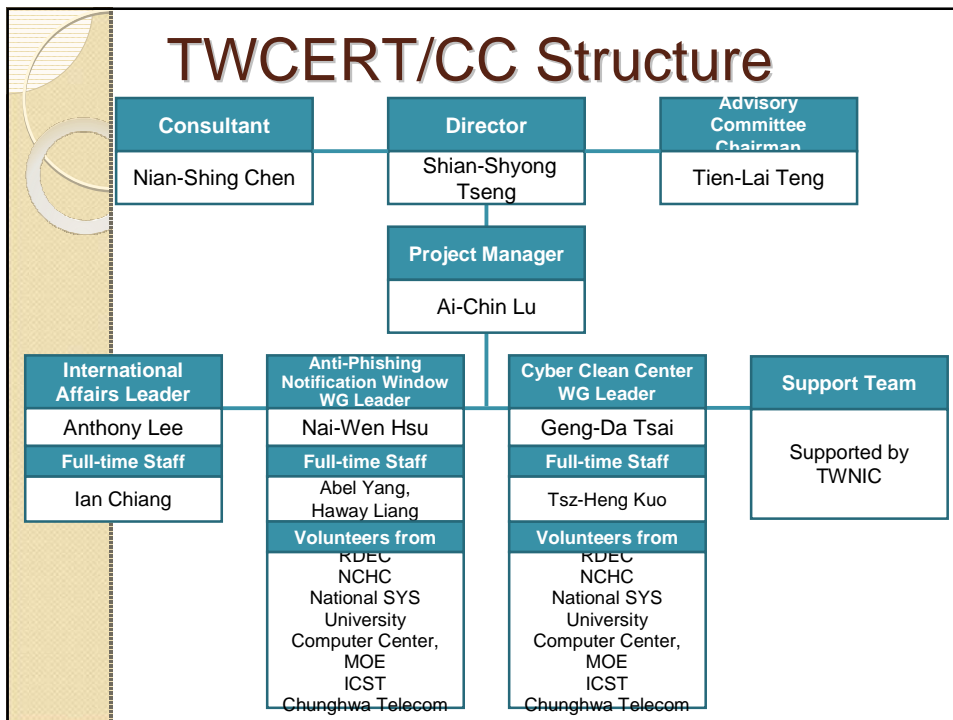 TWCERT/CC Structure
Consultant
Nian-Shing Chen
Director
Shian-Shyong
Tseng
Advisory
Committee
Chairman
Tien-Lai Teng
Project Manager
Ai-Chin Lu
International
Affairs Leader
Anthony Lee
Full-time Staff
Ian Chiang
Anti-Phishing
Notification Window
WG Leader
Nai-Wen Hsu
Full-time Staff
Abel Yang,
Haway Liang
Volunteers from
RDEC
NCHC
National SYS
University
Computer Center,
MOE
ICST
Chunghwa Telecom
Cyber Clean Center
WG Leader
Geng-Da Tsai
Full-time Staff
Tsz-Heng Kuo
Volunteers from
RDEC
NCHC
National SYS
University
Computer Center,
MOE
ICST
Chunghwa Telecom
Support Team
Supported by
TWNIC